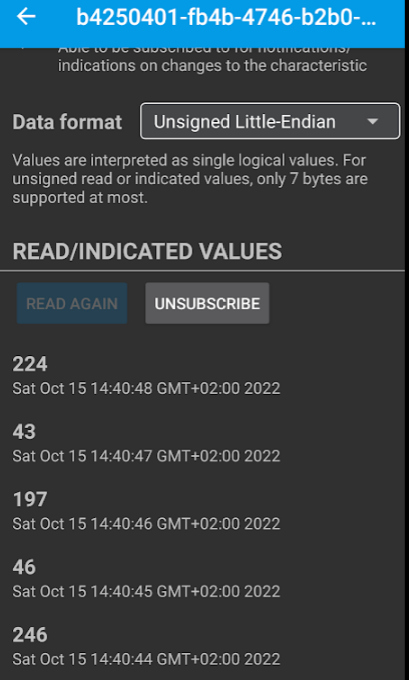 b4250401-fb4b-4746-b2b0-...
Able to be subscribed to for notifications/
indications on changes to the characteristic
Data format
Unsigned Little-Endian
Values are interpreted as single logical values. For
unsigned read or indicated values, only 7 bytes are
supported at most.
READ/INDICATED VALUES
READ AGAIN
UNSUBSCRIBE
224
Sat Oct 15 14:40:48 GMT+02:00 2022
43
Sat Oct 15 14:40:47 GMT+02:00 2022
197
Sat Oct 15 14:40:46 GMT+02:00 2022
46
Sat Oct 15 14:40:45 GMT+02:00 2022
246
Sat Oct 15 14:40:44 GMT+02:00 2022